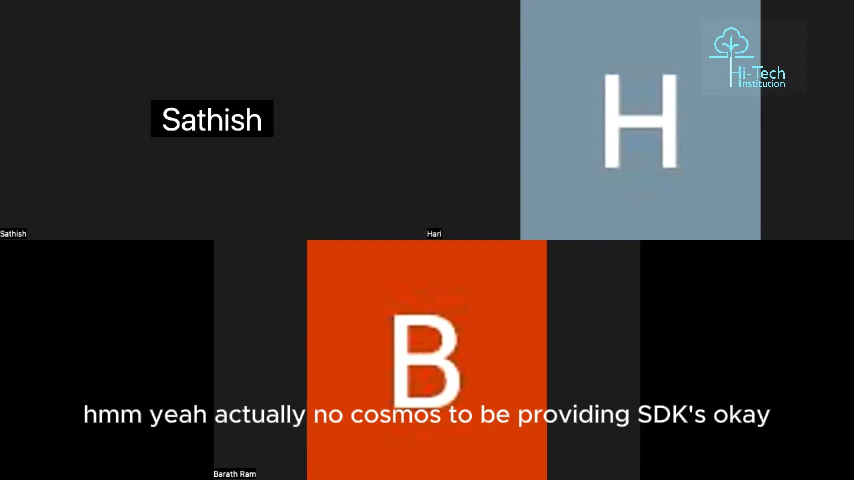 Sathish
H
Hi-Tech
Institution
Sathish
Hari
B
hmm yeah actually no cosmos to be providing SDK's okay
Barath Ram